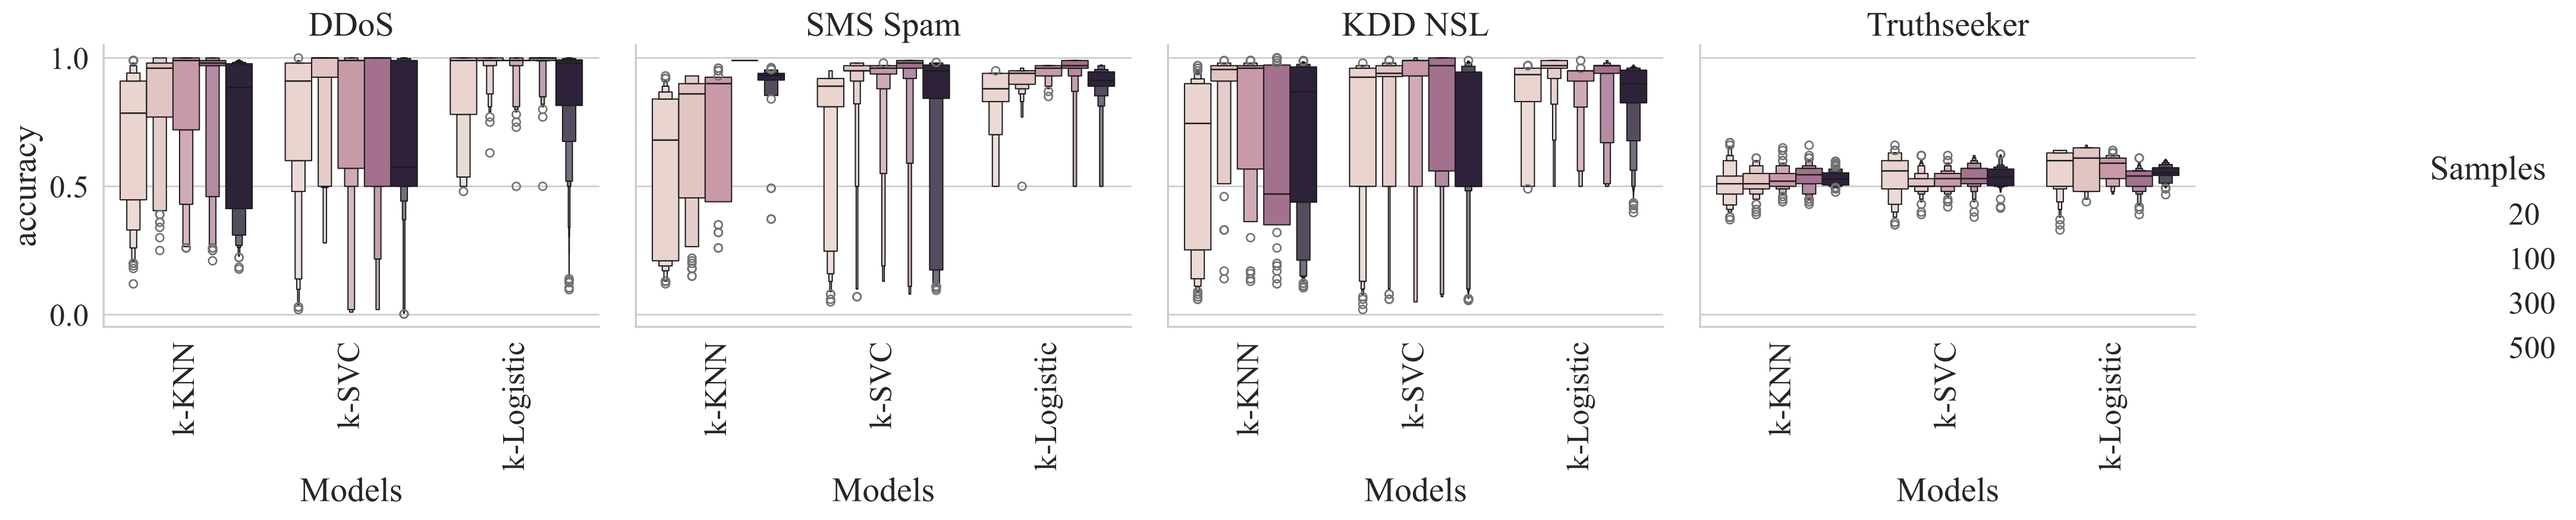 DDoS
SMS Spam
KDD NSL
Truthseeker
accuracy
1.0
0.5
0.0
k-KNN
k-SVC
k-Logistic
Models
k-KNN
k-SVC
k-Logistic
Models
k-KNN
k-SVC
k-Logistic
Models
k-KNN
k-SVC
k-Logistic
Models
Samples
20
100
300
500